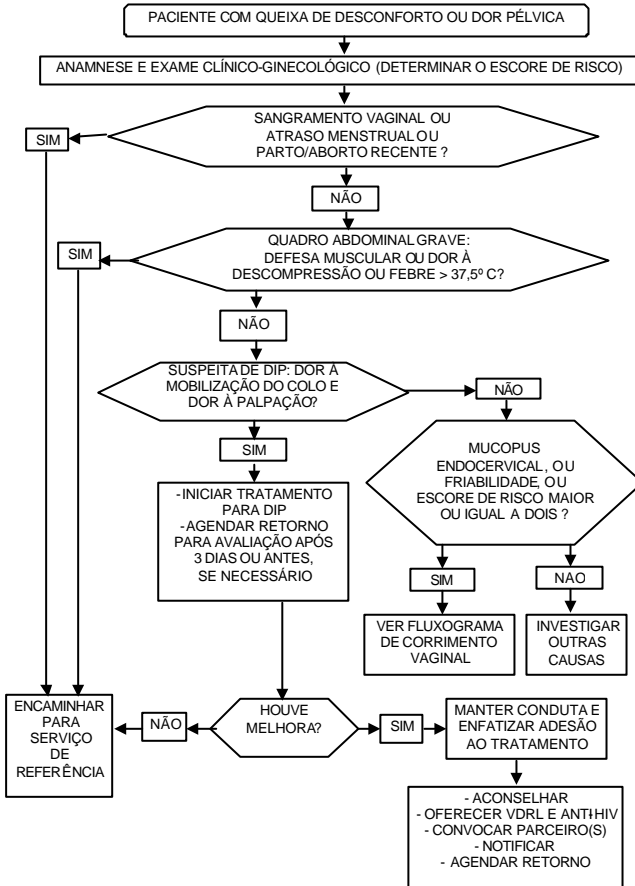 PACIENTE COM QUEIXA DE DESCONFORTO OU DOR PÉLVICA
ANAMNESE E EXAME CLÍNICO-GINECOLÓGICO (DETERMINAR O ESCORE DE RISCO)
SANGRAMENTO VAGINAL OU
ATRASO MENSTRUAL OU
PARTO/ABORTO RECENTE ?
SIM
NÃO
QUADRO ABDOMINAL GRAVE:
DEFESA MUSCULAR OU DOR À
DESCOMPRESSÃO OU FEBRE > 37,5º C?
SIM
NÃO
SUSPEITA DE DIP: DOR À
MOBILIZAÇÃO DO COLO E
DOR À PALPAÇÃO?
NÃO
SIM
MUCOPUS
ENDOCERVICAL, OU
FRIABILIDADE, OU
ESCORE DE RISCO MAIOR
OU IGUAL A DOIS ?
- INICIAR TRATAMENTO
PARA DIP
- AGENDAR RETORNO
PARA AVALIAÇÃO APÓS
3 DIAS OU ANTES,
SE NECESSÁRIO
SIM
NAO
VER FLUXOGRAMA
DE CORRIMENTO
VAGINAL
INVESTIGAR
OUTRAS
CAUSAS
ENCAMINHAR
PARA
SERVIÇO
DE
REFERÊNCIA
NÃO
HOUVE
MELHORA?
SIM
MANTER CONDUTA E
ENFATIZAR ADESÃO
AO TRATAMENTO
- ACONSELHAR
- OFERECER VDRL E ANTI-HIV
- CONVOCAR PARCEIRO(S)
- NOTIFICAR
- AGENDAR RETORNO